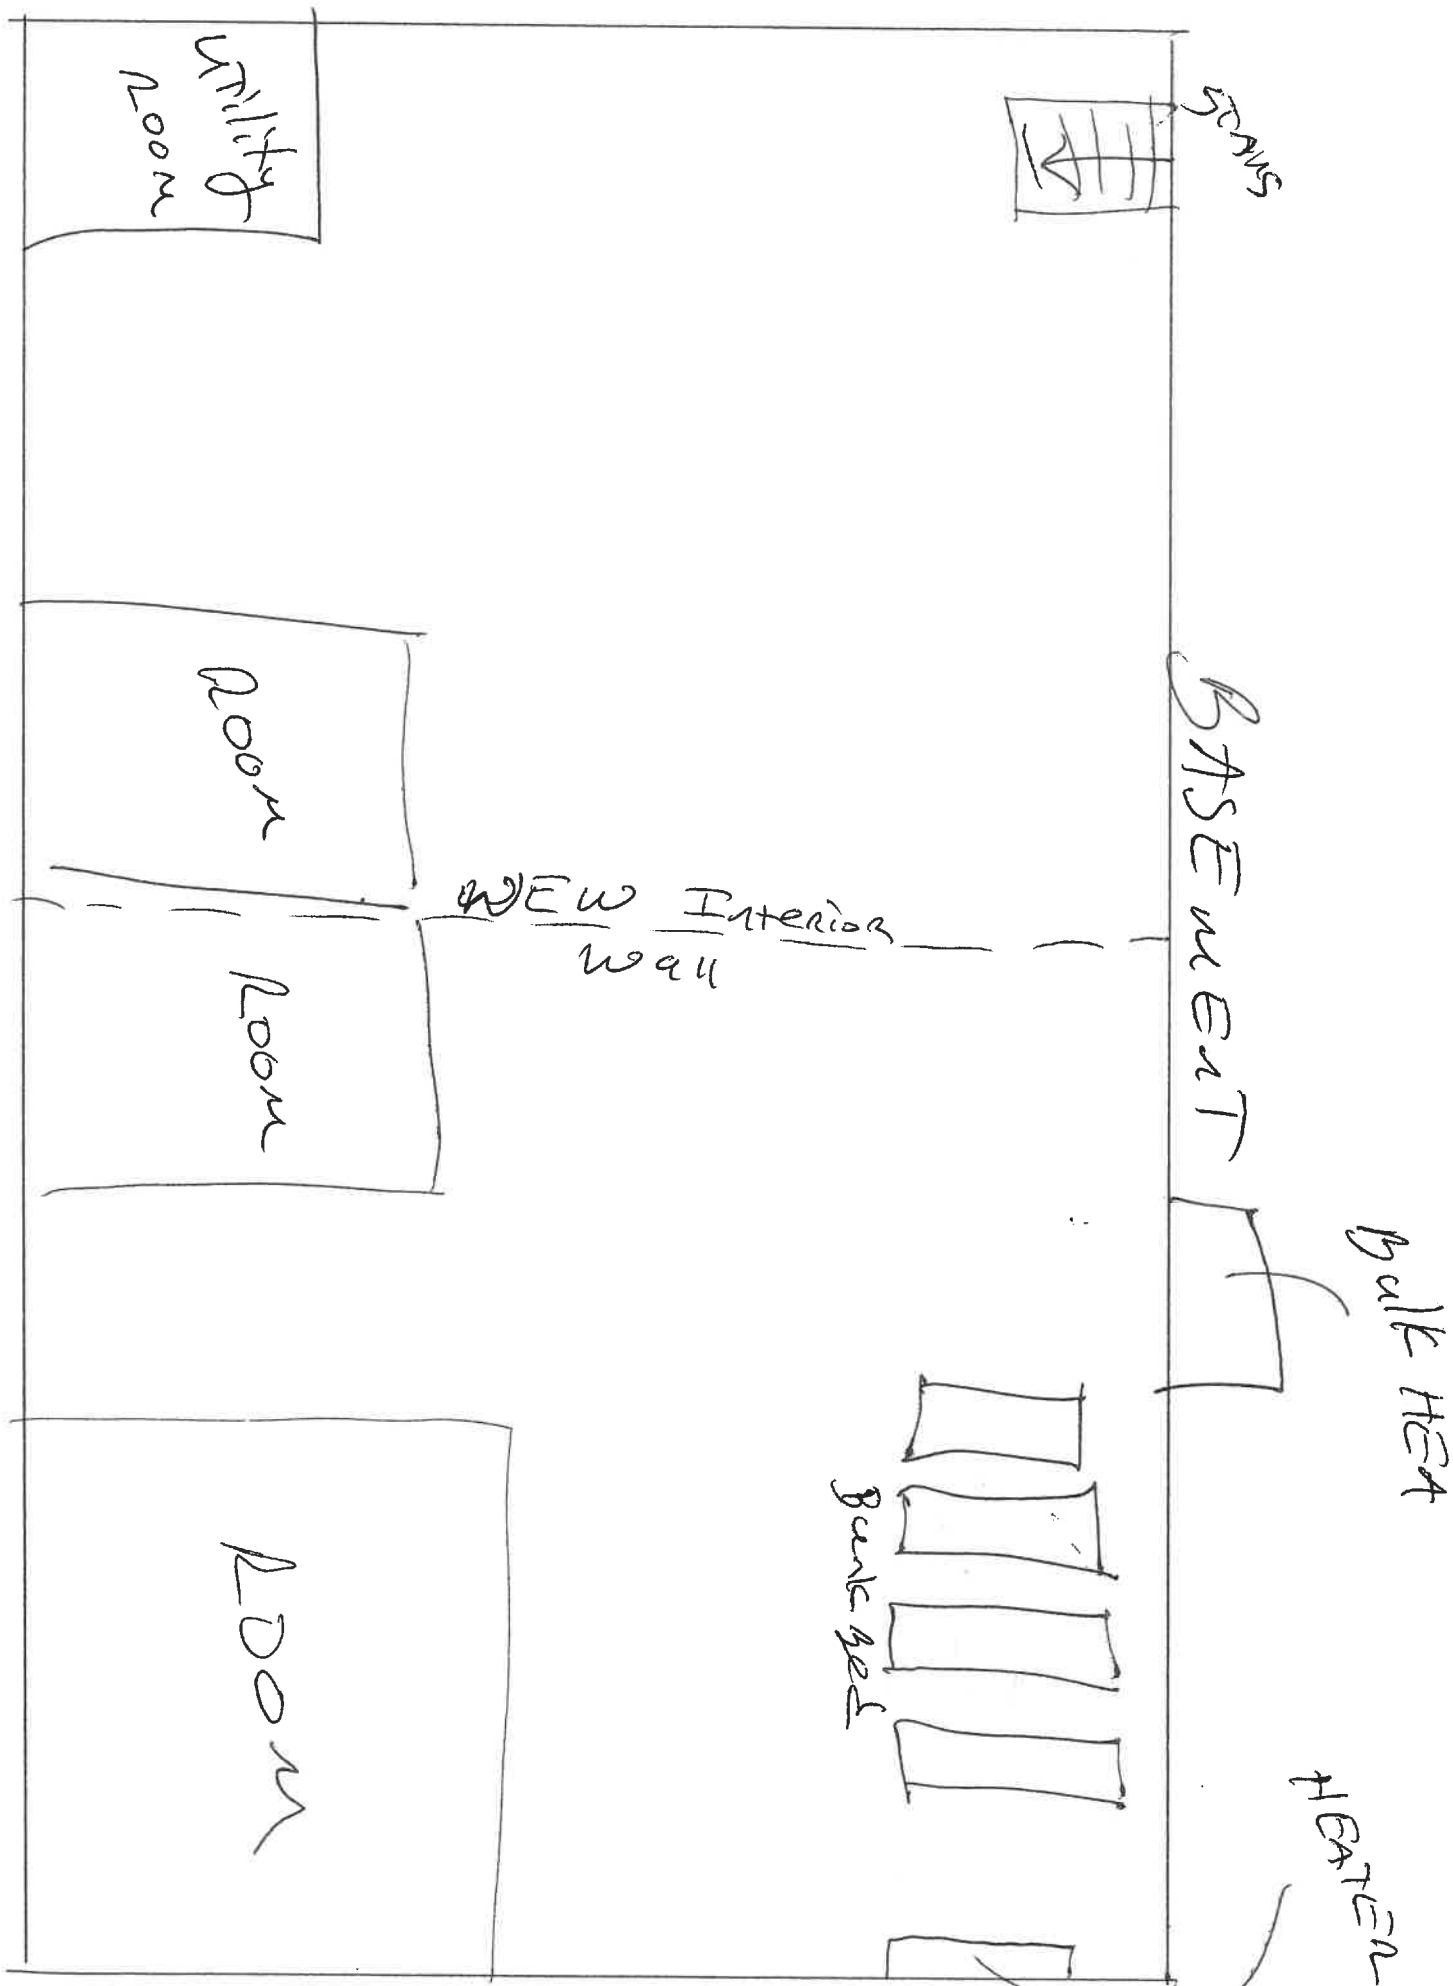 BASEMENT
STAIRS
Bulk HEA
HEATER
Utility
Room
Room
NEW Interior
Wall
Room
Bunk Bed
Room